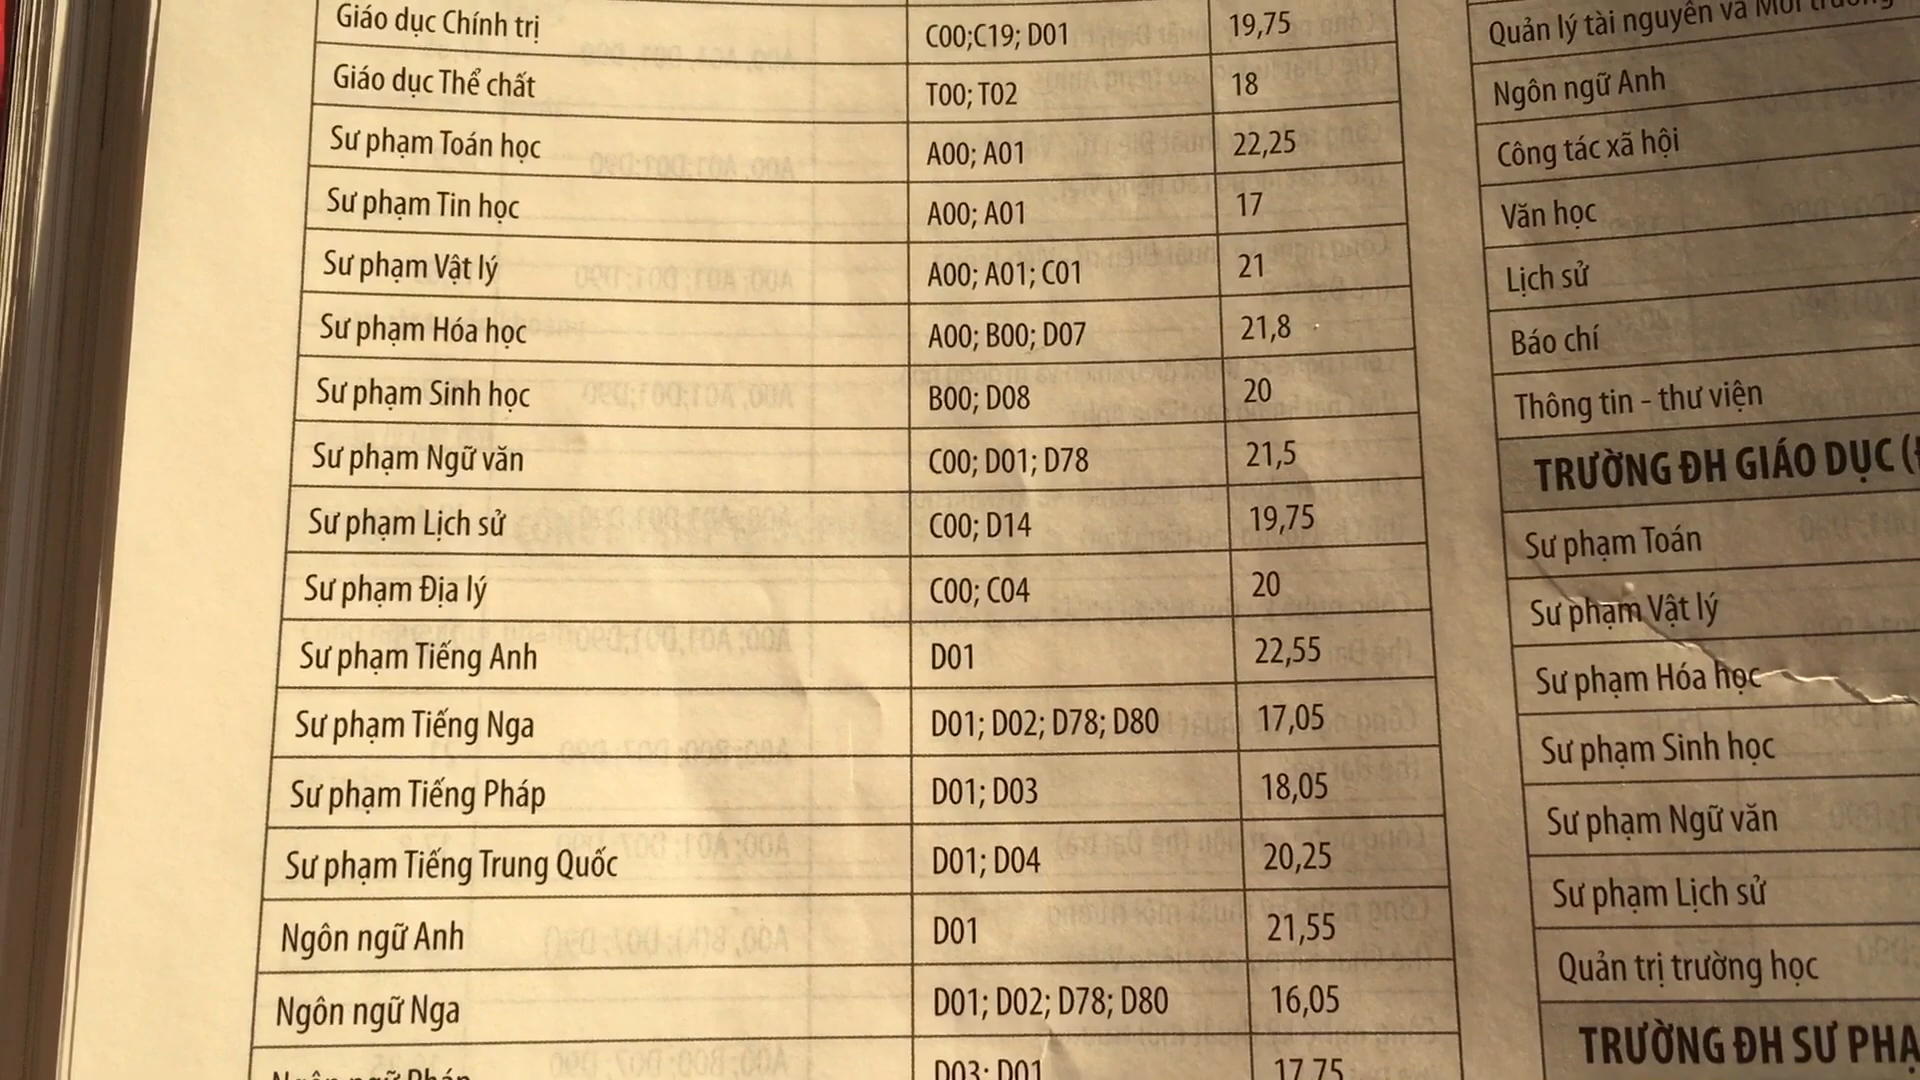 Giáo dục Chính trị C00;C19; D01 19,75
Giáo dục Thể chất T00; T02 18
Sư phạm Toán học A00; A01 22,25
Sư phạm Tin học A00; A01 17
Sư phạm Vật lý A00; A01; C01 21
Sư phạm Hóa học A00; B00; D07 21,8
Sư phạm Sinh học B00; D08 20
Sư phạm Ngữ văn C00; D01; D78 21,5
Sư phạm Lịch sử C00; D14 19,75
Sư phạm Địa lý C00; C04 20
Sư phạm Tiếng Anh D01 22,55
Sư phạm Tiếng Nga D01; D02; D78; D80 17,05
Sư phạm Tiếng Pháp D01; D03 18,05
Sư phạm Tiếng Trung Quốc D01; D04 20,25
Ngôn ngữ Anh D01 21,55
Ngôn ngữ Nga D01; D02; D78; D80 16,05
Ngôn ngữ Pháp D03; D01 17,75
Quản lý tài nguyên và Môi trường
Ngôn ngữ Anh
Công tác xã hội
Văn học
Lịch sử
Báo chí
Thông tin - thư viện
TRƯỜNG ĐH GIÁO DỤC (
Sư phạm Toán
Sư phạm Vật lý
Sư phạm Hóa học
Sư phạm Sinh học
Sư phạm Ngữ văn
Sư phạm Lịch sử
Quản trị trường học
TRƯỜNG ĐH SƯ PHẠ